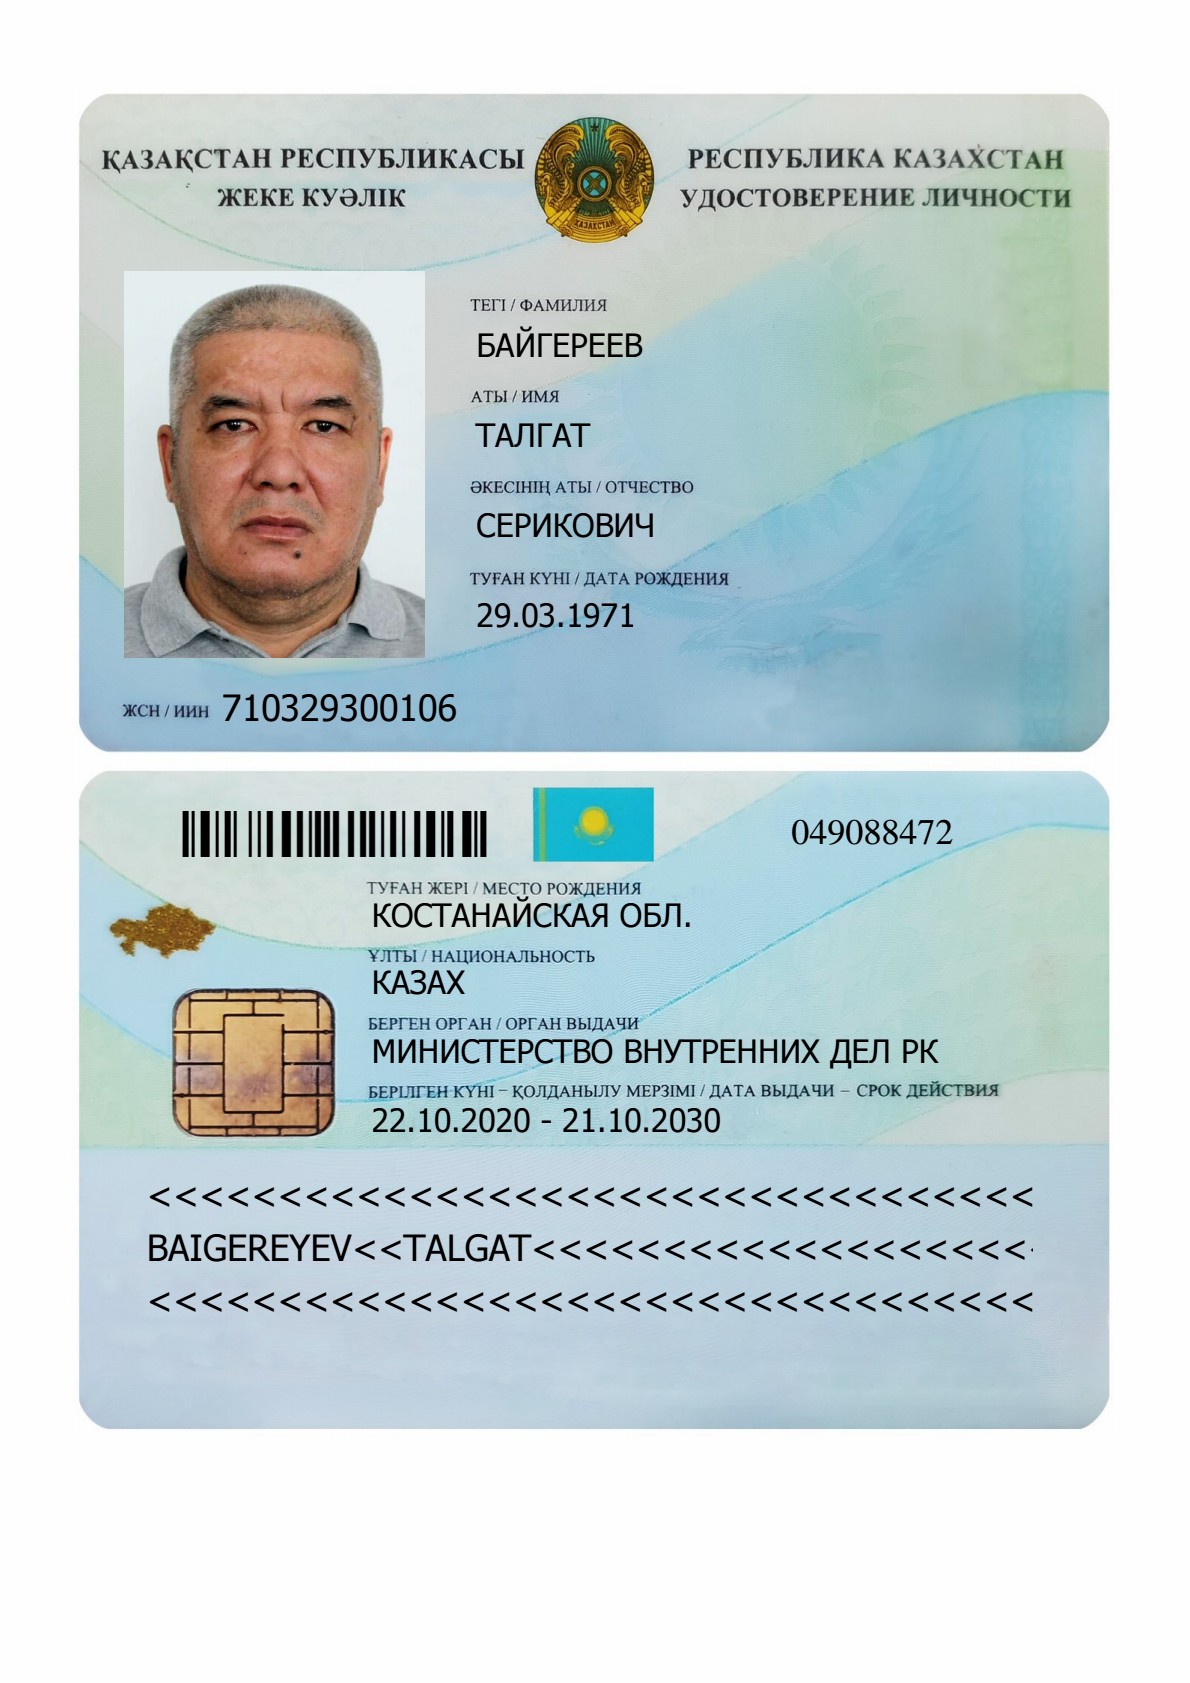 ҚАЗАҚСТАН РЕСПУБЛИКАСЫ
ЖЕКЕ КУӘЛІК
ҚАЗАХСТАН
РЕСПУБЛИКА КАЗАХСТАН
УДОСТОВЕРЕНИЕ ЛИЧНОСТИ
ТЕГІ / ФАМИЛИЯ
БАЙГЕРЕЕВ
АТЫ / ИМЯ
ТАЛГАТ
ӘКЕСІНІҢ АТЫ / ОТЧЕСТВО
СЕРИКОВИЧ
ТУҒАН КҮНІ / ДАТА РОЖДЕНИЯ
29.03.1971
ЖСН / ИИН 710329300106
049088472
ТУҒАН ЖЕРІ / МЕСТО РОЖДЕНИЯ
КОСТАНАЙСКАЯ ОБЛ.
ҰЛТЫ / НАЦИОНАЛЬНОСТЬ
КАЗАХ
БЕРГЕН ОРГАН / ОРГАН ВЫДАЧИ
МИНИСТЕРСТВО ВНУТРЕННИХ ДЕЛ РК
БЕРІЛГЕН КҮНІ – ҚОЛДАНЫЛУ МЕРЗІМІ / ДАТА ВЫДАЧИ – СРОК ДЕЙСТВИЯ
22.10.2020 - 21.10.2030
<<<<<<<<<<<<<<<<<<<<<<<<<<<<<<<<<<
BAIGEREYEV<<TALGAT<<<<<<<<<<<<<<<<<<<
<<<<<<<<<<<<<<<<<<<<<<<<<<<<<<<<<<